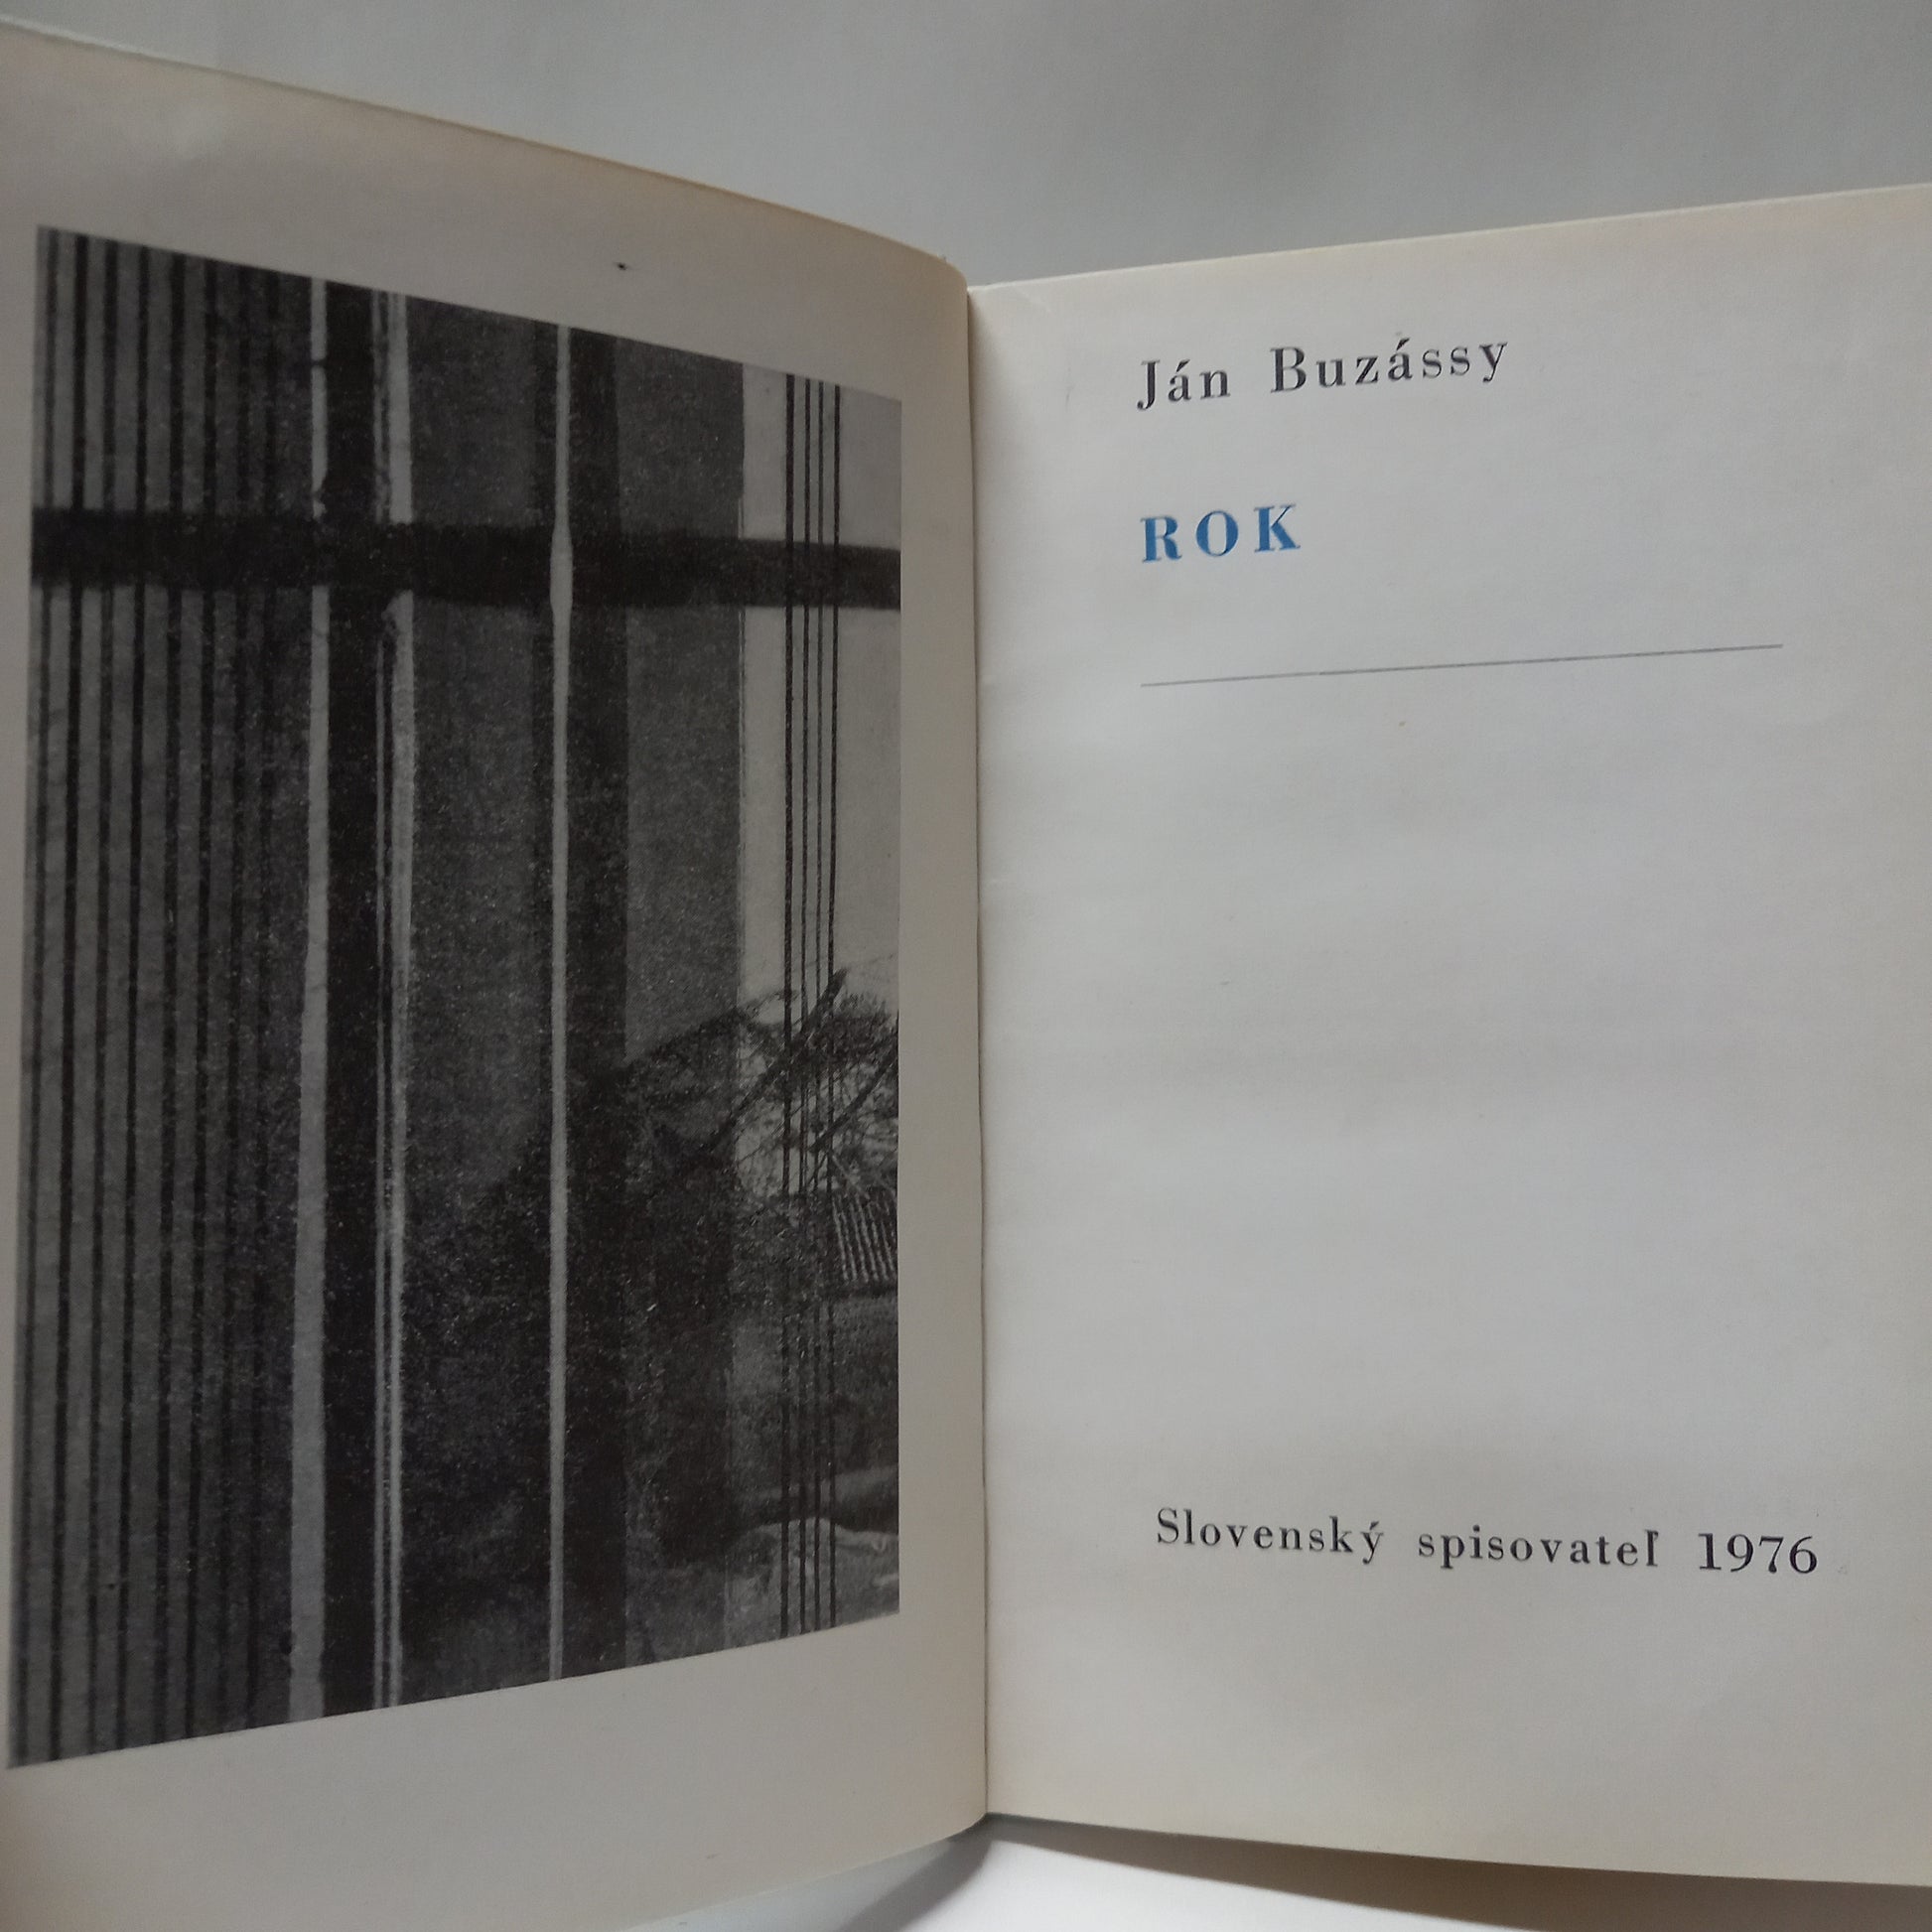 Ján Buzássy
ROK
Slovenský spisovateľ 1976